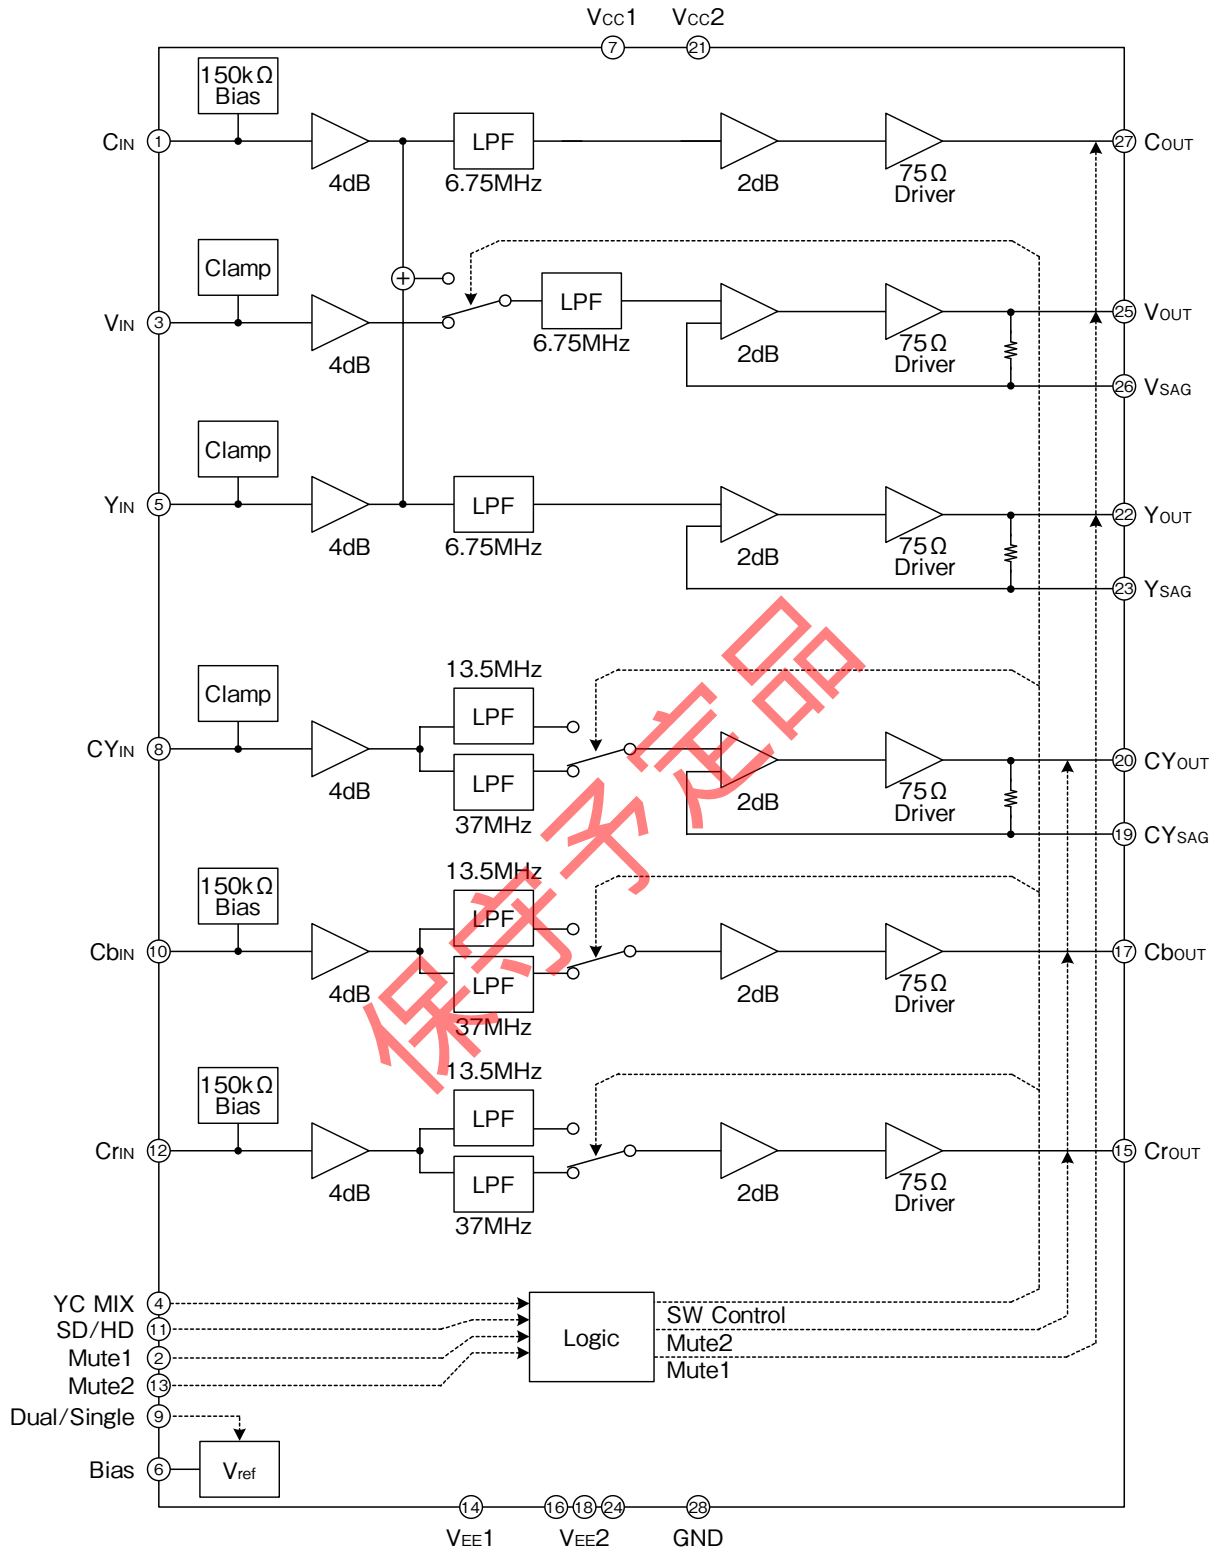 VCC1 VCC2
7 21
150kΩ
Bias
CIN 1 LPF 27 COUT
4dB 6.75MHz 2dB 75Ω
Driver
Clamp
+
VIN 3 LPF 25 VOUT
4dB 6.75MHz 2dB 75Ω
Driver
26 VSAG
Clamp
YIN 5 LPF 22 YOUT
4dB 6.75MHz 2dB 75Ω
Driver
23 YSAG
13.5MHz
Clamp LPF
CYIN 8 20 CYOUT
LPF
4dB 37MHz 2dB 75Ω
Driver
19 CYSAG
13.5MHz
150kΩ
Bias LPF
CbIN 10 17 CbOUT
LPF
4dB 37MHz 2dB 75Ω
Driver
13.5MHz
150kΩ
Bias LPF
CrIN 12 15 CrOUT
LPF
4dB 37MHz 2dB 75Ω
Driver
YC MIX 4
SD/HD 11
Mute1 2
Mute2 13
Logic
SW Control
Mute2
Mute1
Dual/Single 9
Bias 6 Vref
14 16 18 24 28
VEE1 VEE2 GND
保守予定品